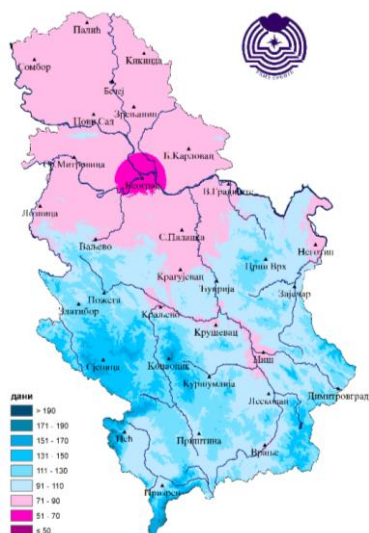 Палић
Сомбор
Кикинда
Бечеј
Зрењанин
Нови Сад
Б.Карловац
Ср.Митровица
Београд
В.Градиште
Лозница
С.Паланка
Неготин
Ваљево
Црни Врх
Крагујевац
Ћуприја
Зајечар
Пожега
Златибор
Краљево
Крушевац
Ниш
Сјеница
Копаоник
Куршумлија
Димитровград
Лесковац
дани
> 190
171 - 190
151 - 170
131 - 150
111 - 130
91 - 110
71 - 90
51 - 70
≤ 50
Пећ
Приштина
Врање
Призрен